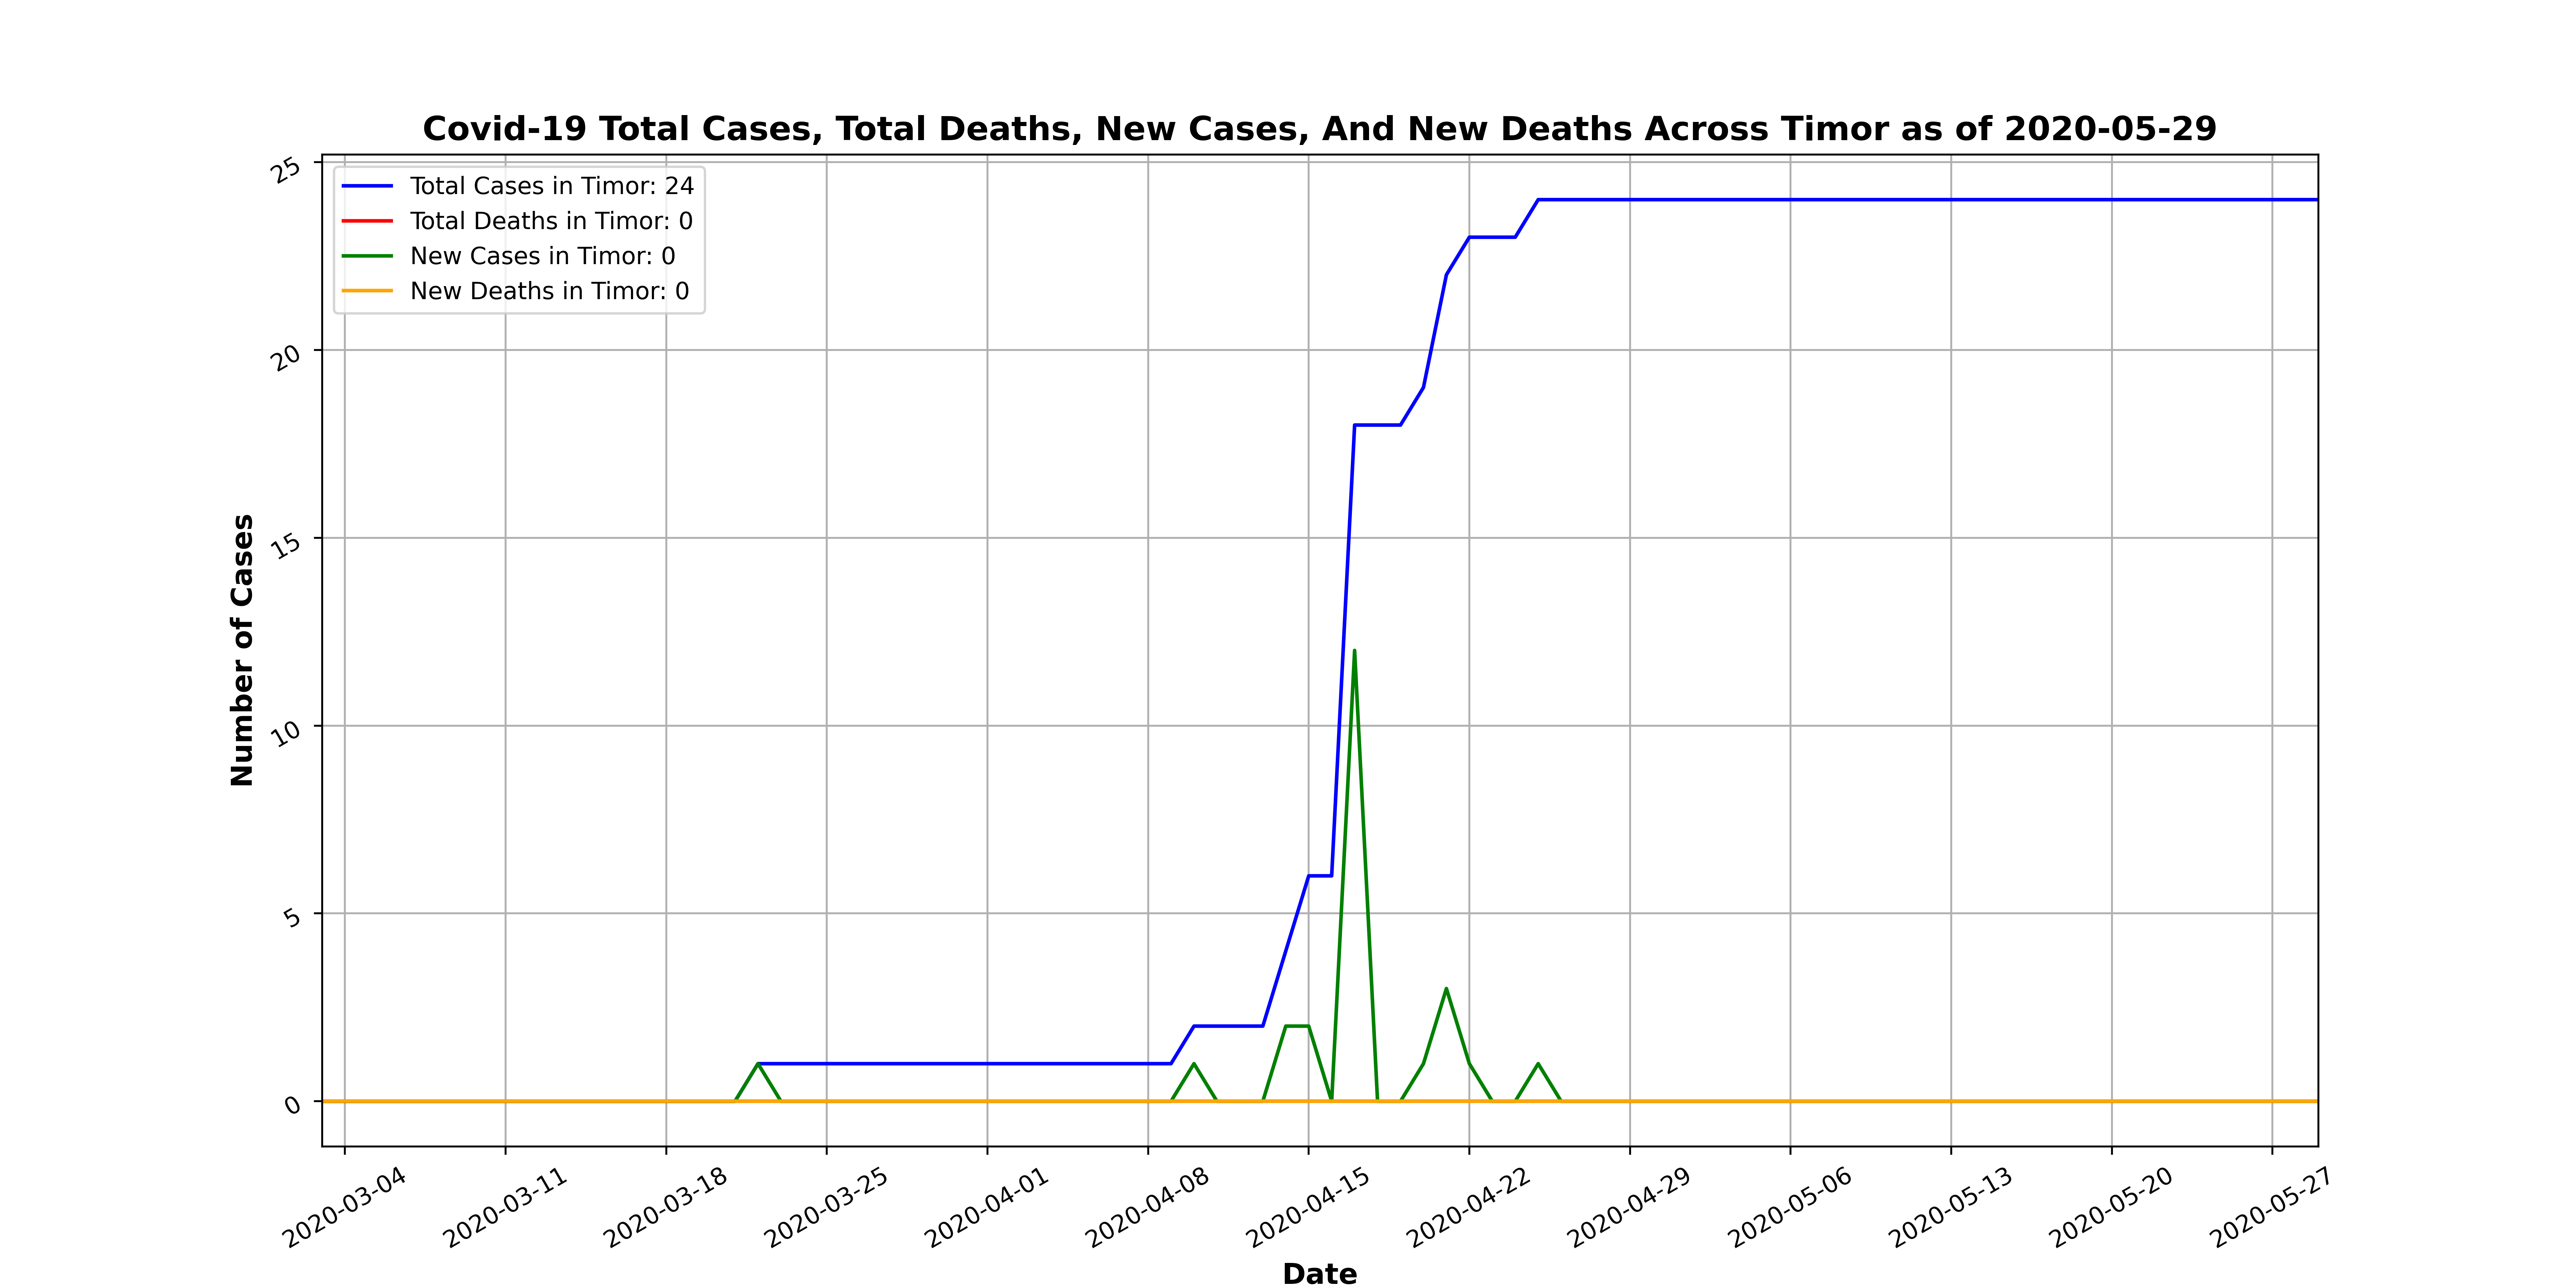 Covid-19 Total Cases, Total Deaths, New Cases, And New Deaths Across Timor as of 2020-05-29
Total Cases in Timor: 24
Total Deaths in Timor: 0
New Cases in Timor: 0
New Deaths in Timor: 0
25
20
15
10
5
0
Number of Cases
2020-03-04
2020-03-11
2020-03-18
2020-03-25
2020-04-01
2020-04-08
2020-04-15
2020-04-22
2020-04-29
2020-05-06
2020-05-13
2020-05-20
2020-05-27
Date